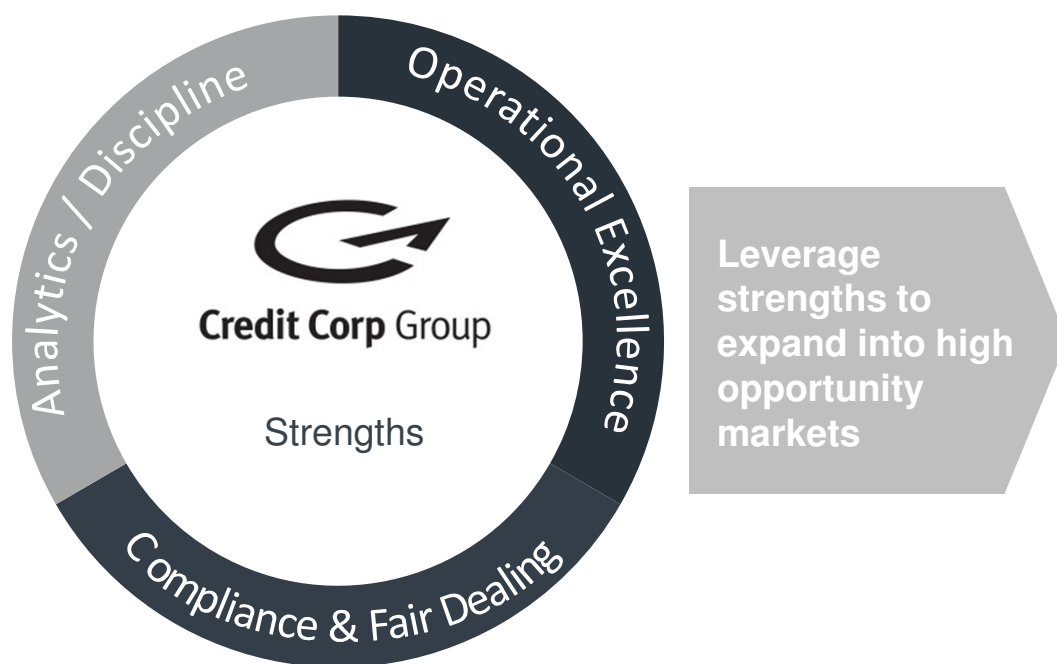 Analytics / Discipline
Operational Excellence
Credit Corp Group
Strengths
Compliance & Fair Dealing
Leverage
strengths to
expand into high
opportunity
markets